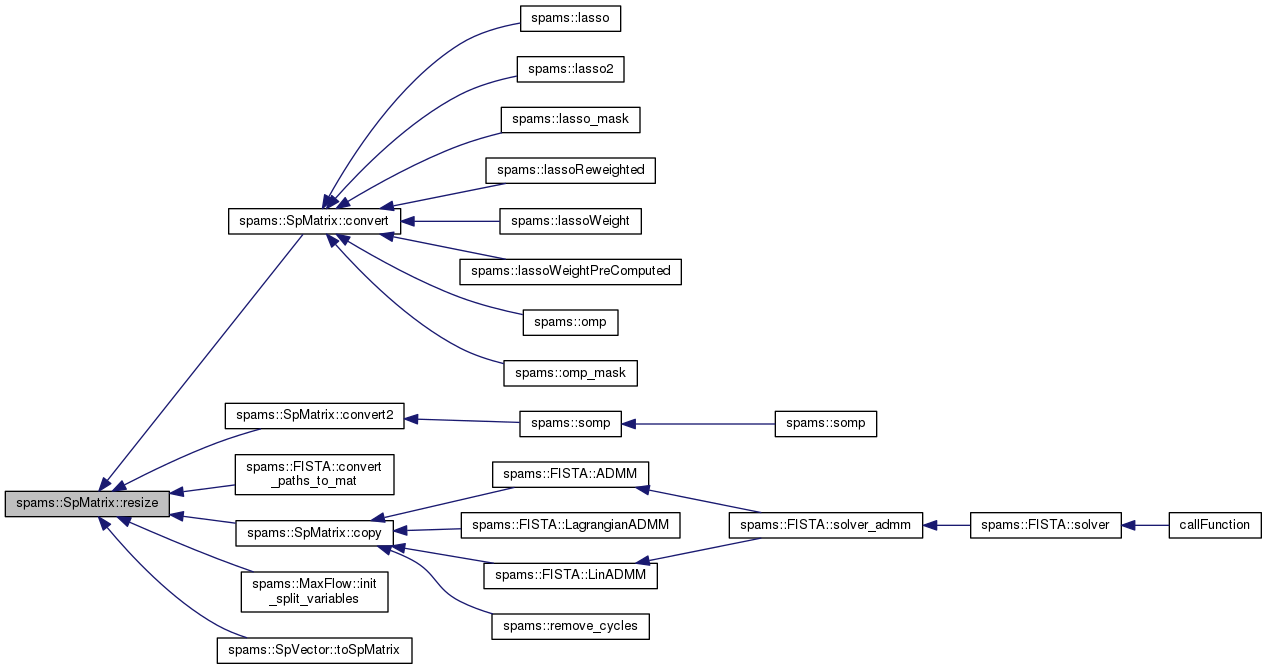 spams::lasso
spams::lasso2
spams::lasso_mask
spams::lassoReweighted
spams::SpMatrix::convert
spams::lassoWeight
spams::lassoWeightPreComputed
spams::omp
spams::omp_mask
spams::SpMatrix::convert2
spams::somp
spams::somp
spams::FISTA::convert
_paths_to_mat
spams::FISTA::ADMM
spams::SpMatrix::resize
spams::SpMatrix::copy
spams::FISTA::LagrangianADMM
spams::FISTA::solver_admm
spams::FISTA::solver
callFunction
spams::FISTA::LinADMM
spams::MaxFlow::init
_split_variables
spams::remove_cycles
spams::SpVector::toSpMatrix